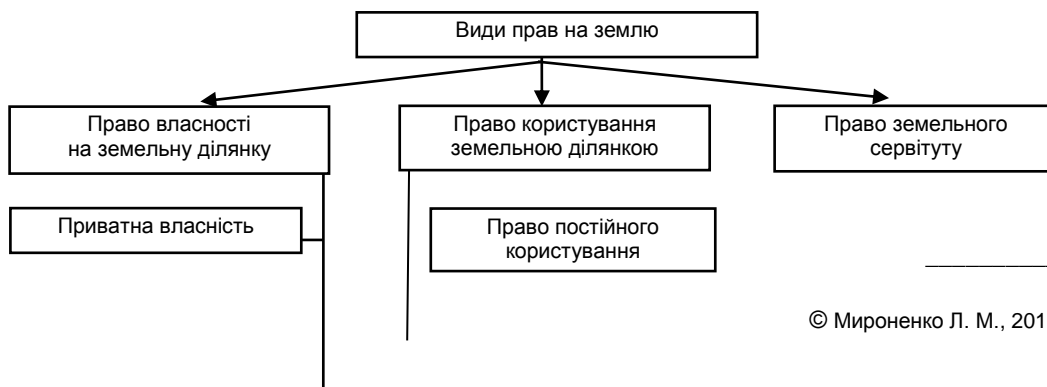 Види прав на землю
Право власності
на земельну ділянку
Право користування
земельною ділянкою
Право земельного
сервітуту
Приватна власність
Право постійного
користування
© Мироненко Л. М., 201